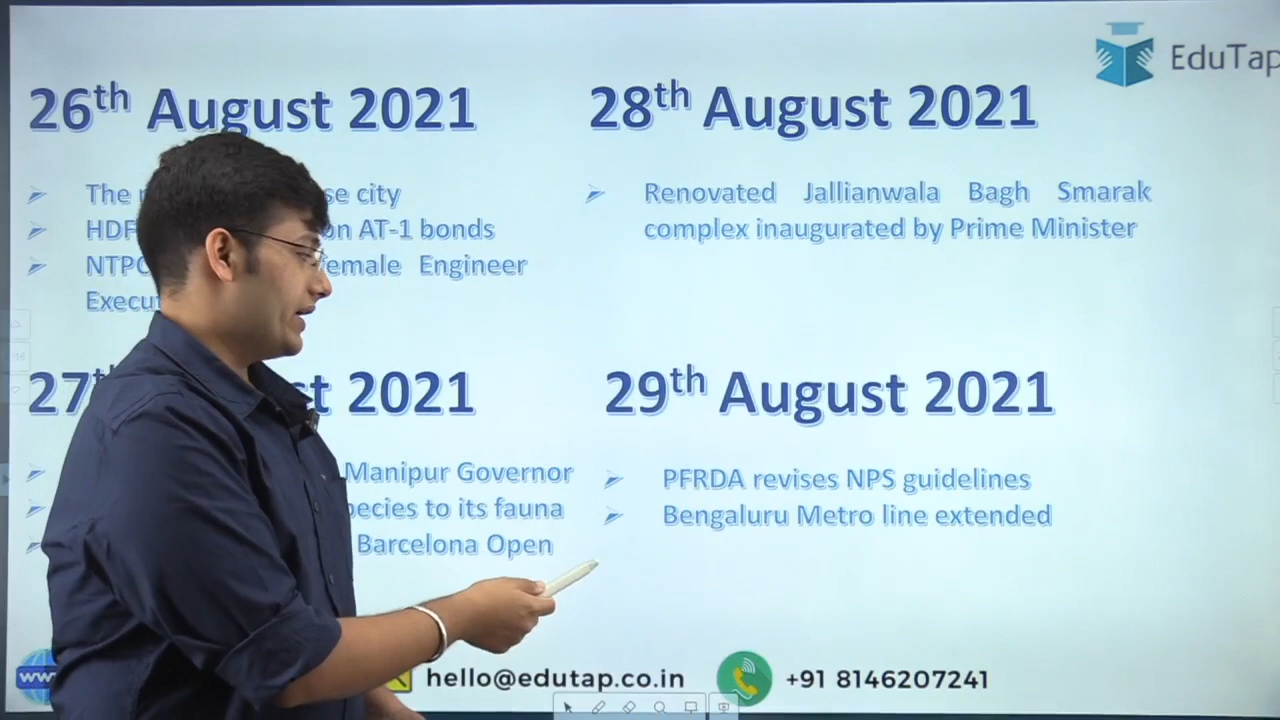 EduTap
26th August 2021
The se city
HDF on AT-1 bonds
NTPC female Engineer
Execu
27 st 2021
Manipur Governor
pecies to its fauna
Barcelona Open
28th August 2021
Renovated Jallianwala Bagh Smarak
complex inaugurated by Prime Minister
29th August 2021
PFRDA revises NPS guidelines
Bengaluru Metro line extended
hello@edutap.co.in
+91 8146207241